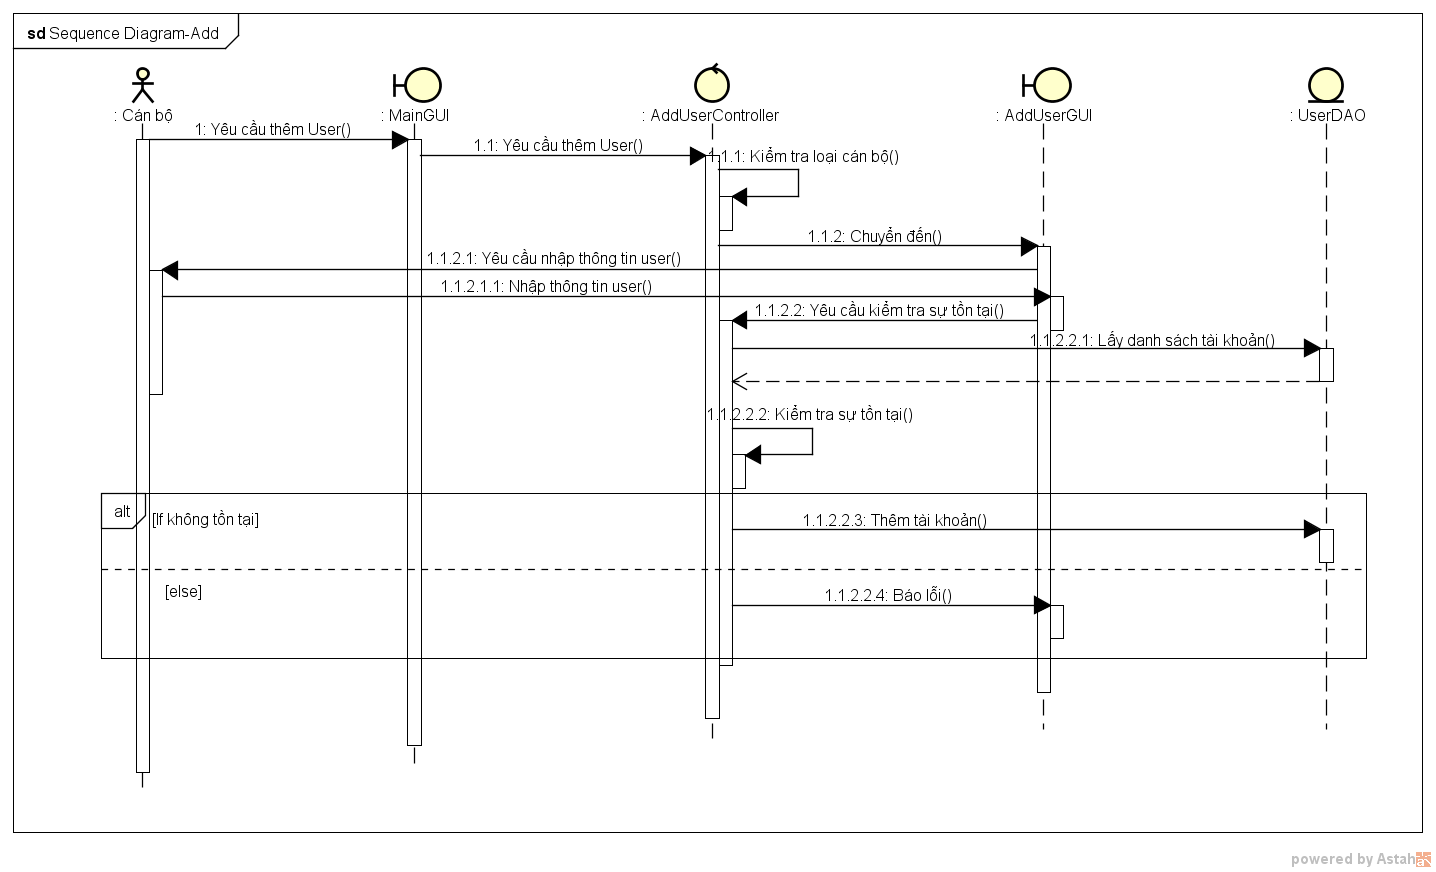 sd Sequence Diagram-Add
: Cán bộ
: MainGUI
: AddUserController
: AddUserGUI
: UserDAO
1: Yêu cầu thêm User()
1.1: Yêu cầu thêm User()
1.1.1: Kiểm tra loại cán bộ()
1.1.2: Chuyển đến()
1.1.2.1: Yêu cầu nhập thông tin user()
1.1.2.1.1: Nhập thông tin user()
1.1.2.2: Yêu cầu kiểm tra sự tồn tại()
1.1.2.2.1: Lấy danh sách tài khoản()
1.1.2.2.2: Kiểm tra sự tồn tại()
alt
[If không tồn tại]
1.1.2.2.3: Thêm tài khoản()
[else]
1.1.2.2.4: Báo lỗi()
powered by Astah